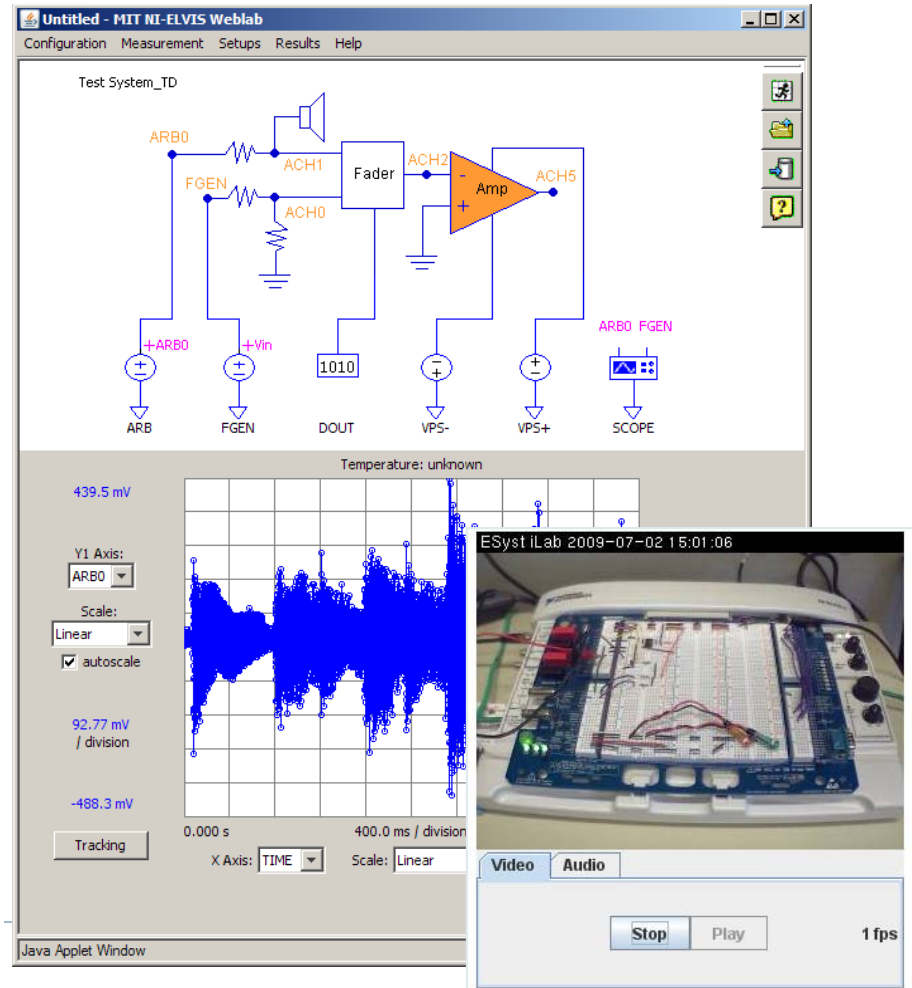 Untitled - MIT NI-ELVIS Weblab
Configuration Measurement Setups Results Help
Test System_TD
ARB0
ACH1
FGEN
ACH0
Fader
ACH2
-
Amp
+
ACH5
ARB0 FGEN
+ARB0
+Vin
1010
ARB
FGEN
DOUT
VPS-
VPS+
SCOPE
Temperature: unknown
439.5 mV
Y1 Axis:
ARB0
Scale:
Linear
autoscale
92.77 mV
/ division
-488.3 mV
Tracking
0.000 s
400.0 ms / division
X Axis: TIME Scale: Linear
Java Applet Window
ESyst iLab 2009-07-02 15:01:06
Video Audio
Stop Play 1 fps